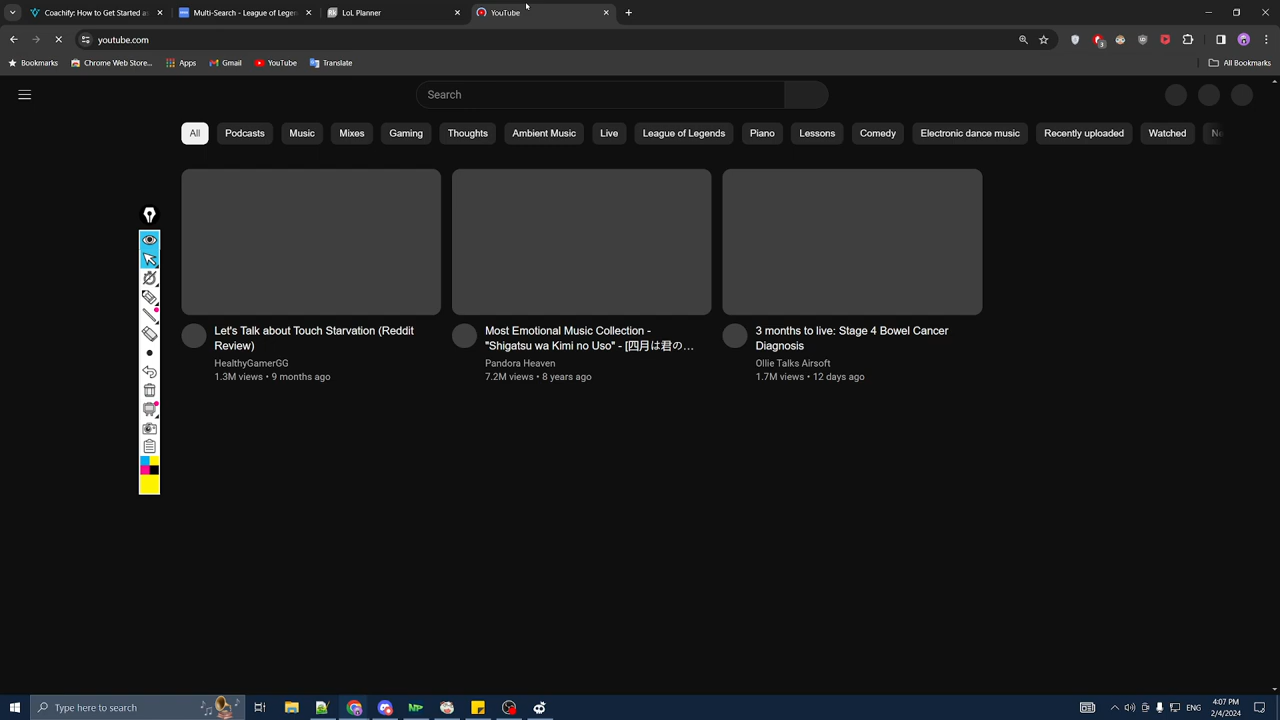 Coachify: How to Get Started as
Multi-Search - League of Legen
LoL Planner
YouTube
youtube.com
Bookmarks
Chrome Web Store...
Apps
Gmail
YouTube
Translate
All Bookmarks
Search
All
Podcasts
Music
Mixes
Gaming
Thoughts
Ambient Music
Live
League of Legends
Piano
Lessons
Comedy
Electronic dance music
Recently uploaded
Watched
Let's Talk about Touch Starvation (Reddit
Review)
HealthyGamerGG
1.3M views • 9 months ago
Most Emotional Music Collection -
"Shigatsu wa Kimi no Uso" - [四月は君の...
Pandora Heaven
7.2M views • 8 years ago
3 months to live: Stage 4 Bowel Cancer
Diagnosis
Ollie Talks Airsoft
1.7M views • 12 days ago
Type here to search
ENG
4:07 PM
2/4/2024